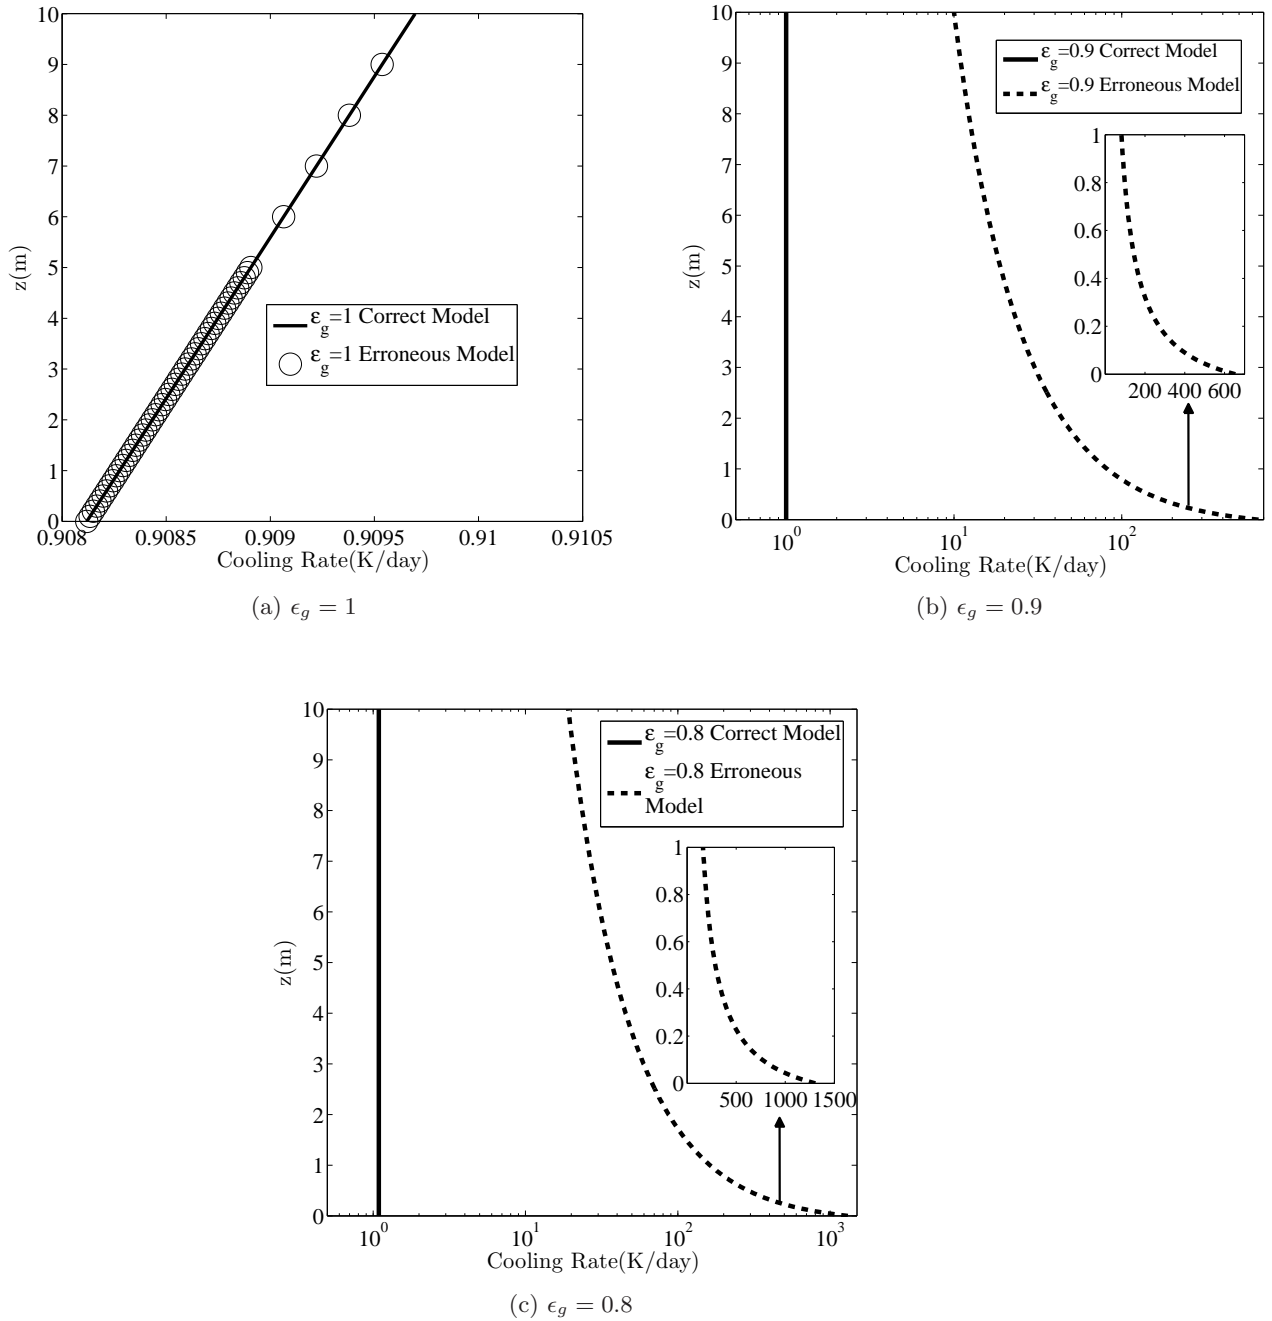 10
9
8
7
6
5
4
3
2
1
0
z(m)
ε_g=1 Correct Model
ε_g=1 Erroneous Model
0.908 0.9085 0.909 0.9095 0.91 0.9105
Cooling Rate(K/day)
(a) ϵ_g = 1
10
9
8
7
6
5
4
3
2
1
0
z(m)
ε_g=0.9 Correct Model
ε_g=0.9 Erroneous Model
1
0.8
0.6
0.4
0.2
0
200 400 600
10^0 10^1 10^2
Cooling Rate(K/day)
(b) ϵ_g = 0.9
10
9
8
7
6
5
4
3
2
1
0
z(m)
ε_g=0.8 Correct Model
ε_g=0.8 Erroneous
Model
1
0.8
0.6
0.4
0.2
0
500 1000 1500
10^0 10^1 10^2 10^3
Cooling Rate(K/day)
(c) ϵ_g = 0.8